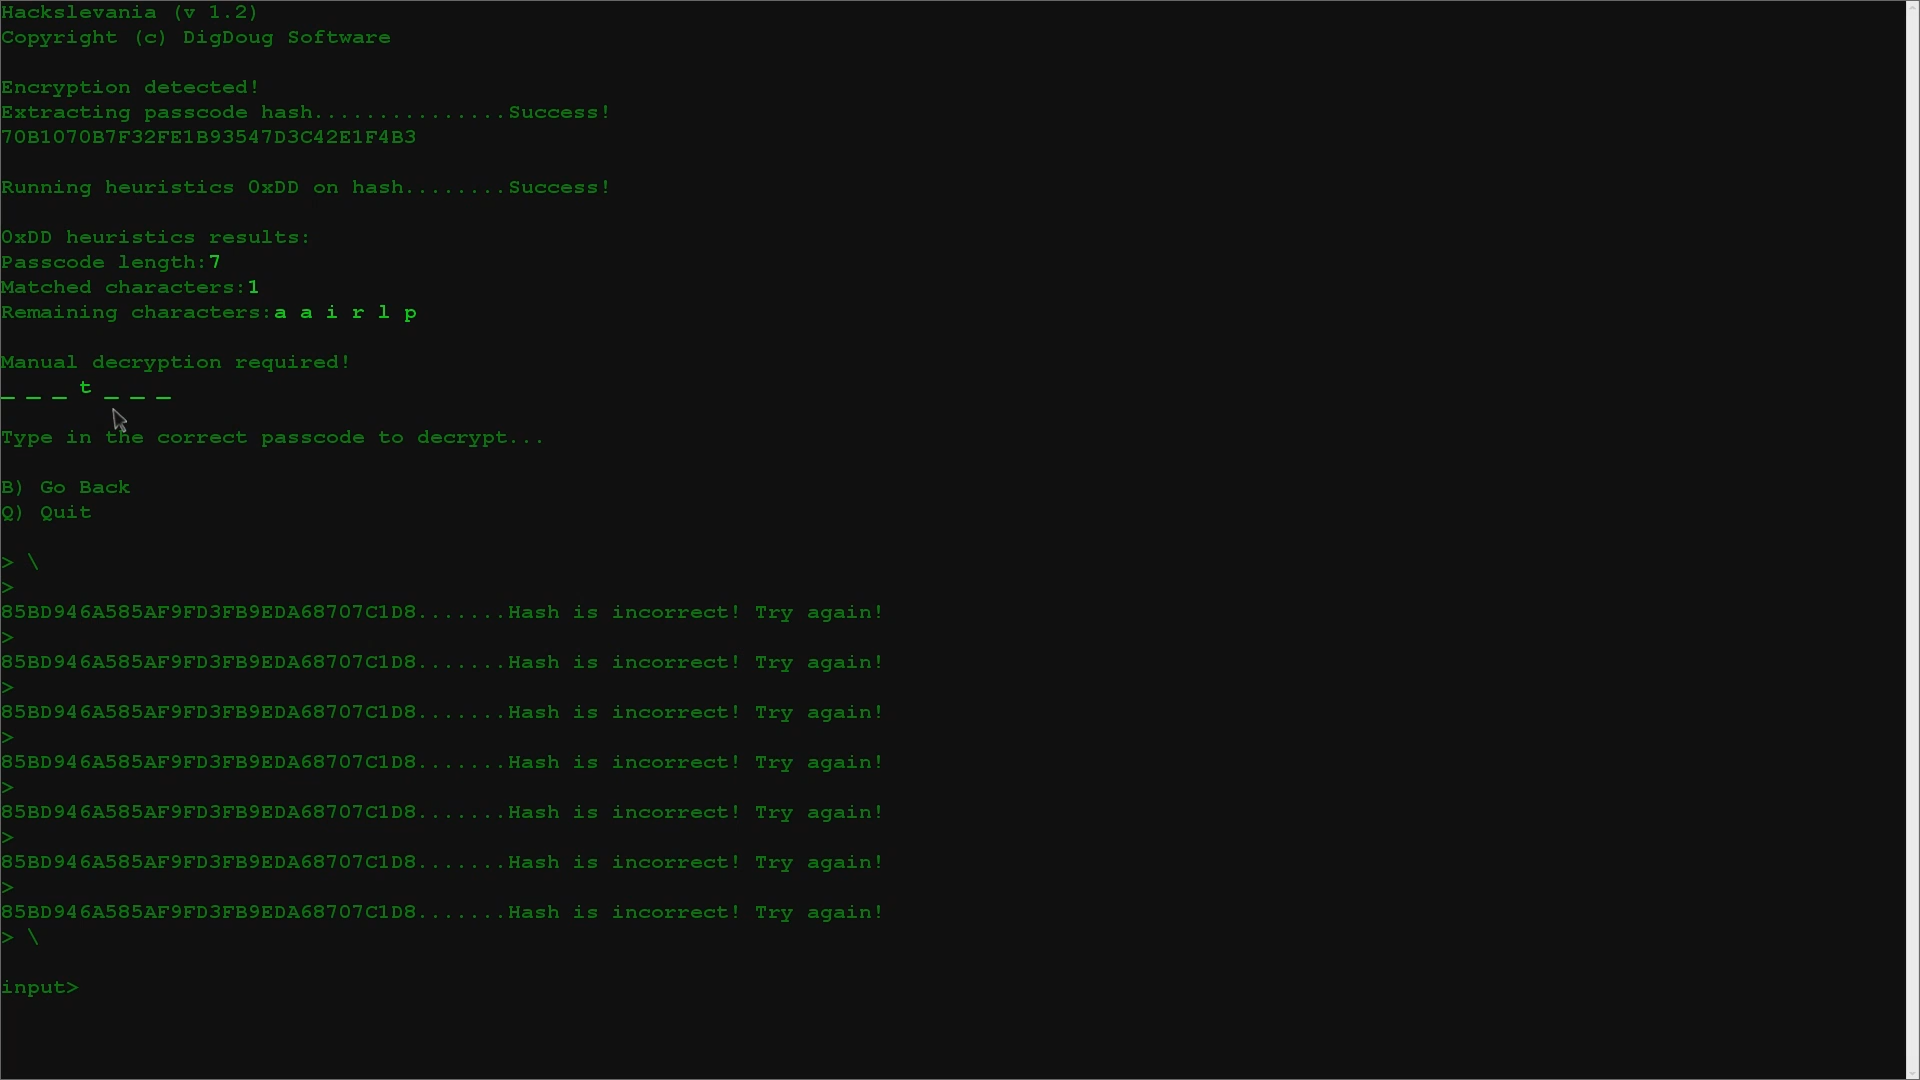 Hackslevania (v 1.2)
Copyright (c) DigDoug Software
Encryption detected!
Extracting passcode hash...............Success!
70B1070B7F32FE1B93547D3C42E1F4B3
Running heuristics 0xDD on hash........Success!
0xDD heuristics results:
Passcode length:7
Matched characters:1
Remaining characters:a a i r l p
Manual decryption required!
_ _ _ t _ _ _
Type in the correct passcode to decrypt...
B) Go Back
Q) Quit
> \
>
85BD946A585AF9FD3FB9EDA68707C1D8.......Hash is incorrect! Try again!
>
85BD946A585AF9FD3FB9EDA68707C1D8.......Hash is incorrect! Try again!
>
85BD946A585AF9FD3FB9EDA68707C1D8.......Hash is incorrect! Try again!
>
85BD946A585AF9FD3FB9EDA68707C1D8.......Hash is incorrect! Try again!
>
85BD946A585AF9FD3FB9EDA68707C1D8.......Hash is incorrect! Try again!
>
85BD946A585AF9FD3FB9EDA68707C1D8.......Hash is incorrect! Try again!
>
85BD946A585AF9FD3FB9EDA68707C1D8.......Hash is incorrect! Try again!
> \
input>